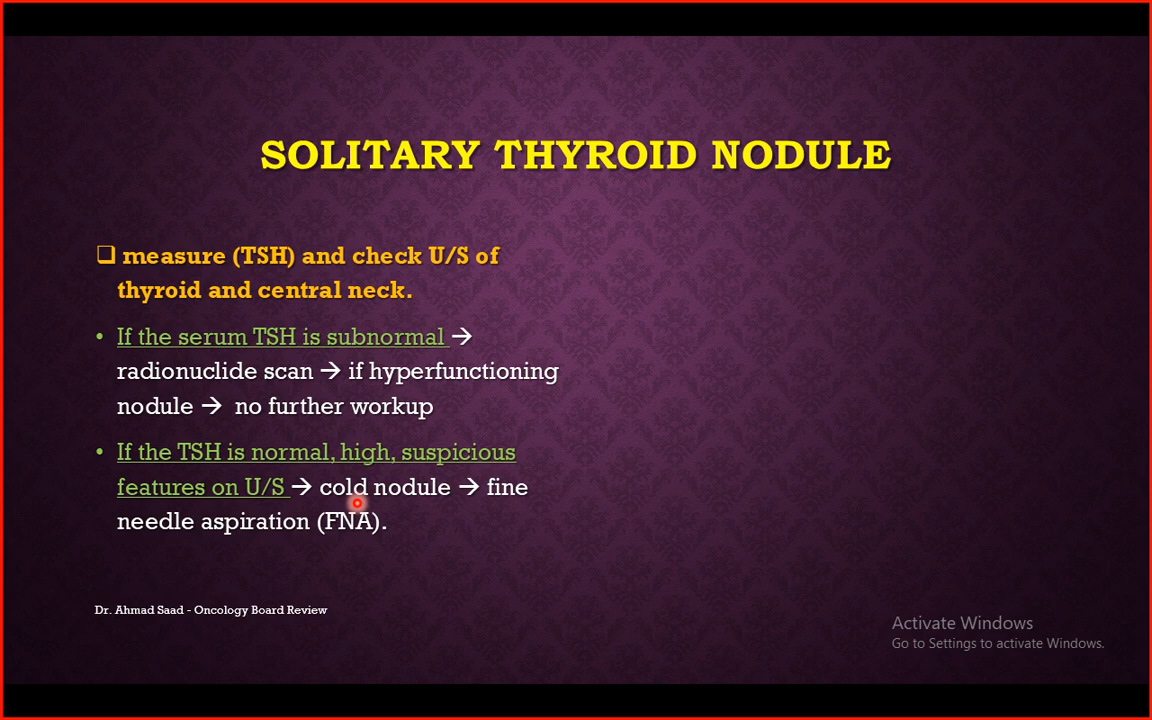 SOLITARY THYROID NODULE
❑ measure (TSH) and check U/S of
thyroid and central neck.
• If the serum TSH is subnormal →
radionuclide scan → if hyperfunctioning
nodule → no further workup
• If the TSH is normal, high, suspicious
features on U/S → cold nodule → fine
needle aspiration (FNA).
Dr. Ahmad Saad - Oncology Board Review
Activate Windows
Go to Settings to activate Windows.